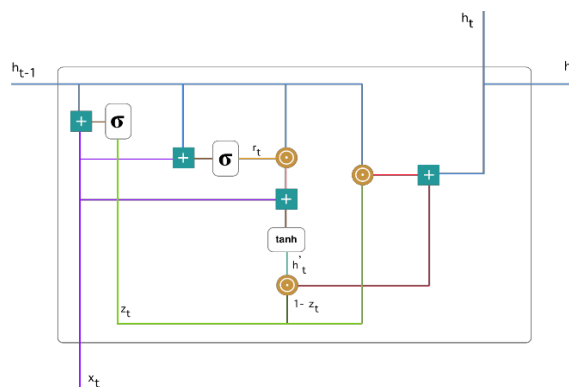 h_t
h_{t-1}
h
σ
σ
r_t
tanh
h'_t
z_t
1- z_t
x_t